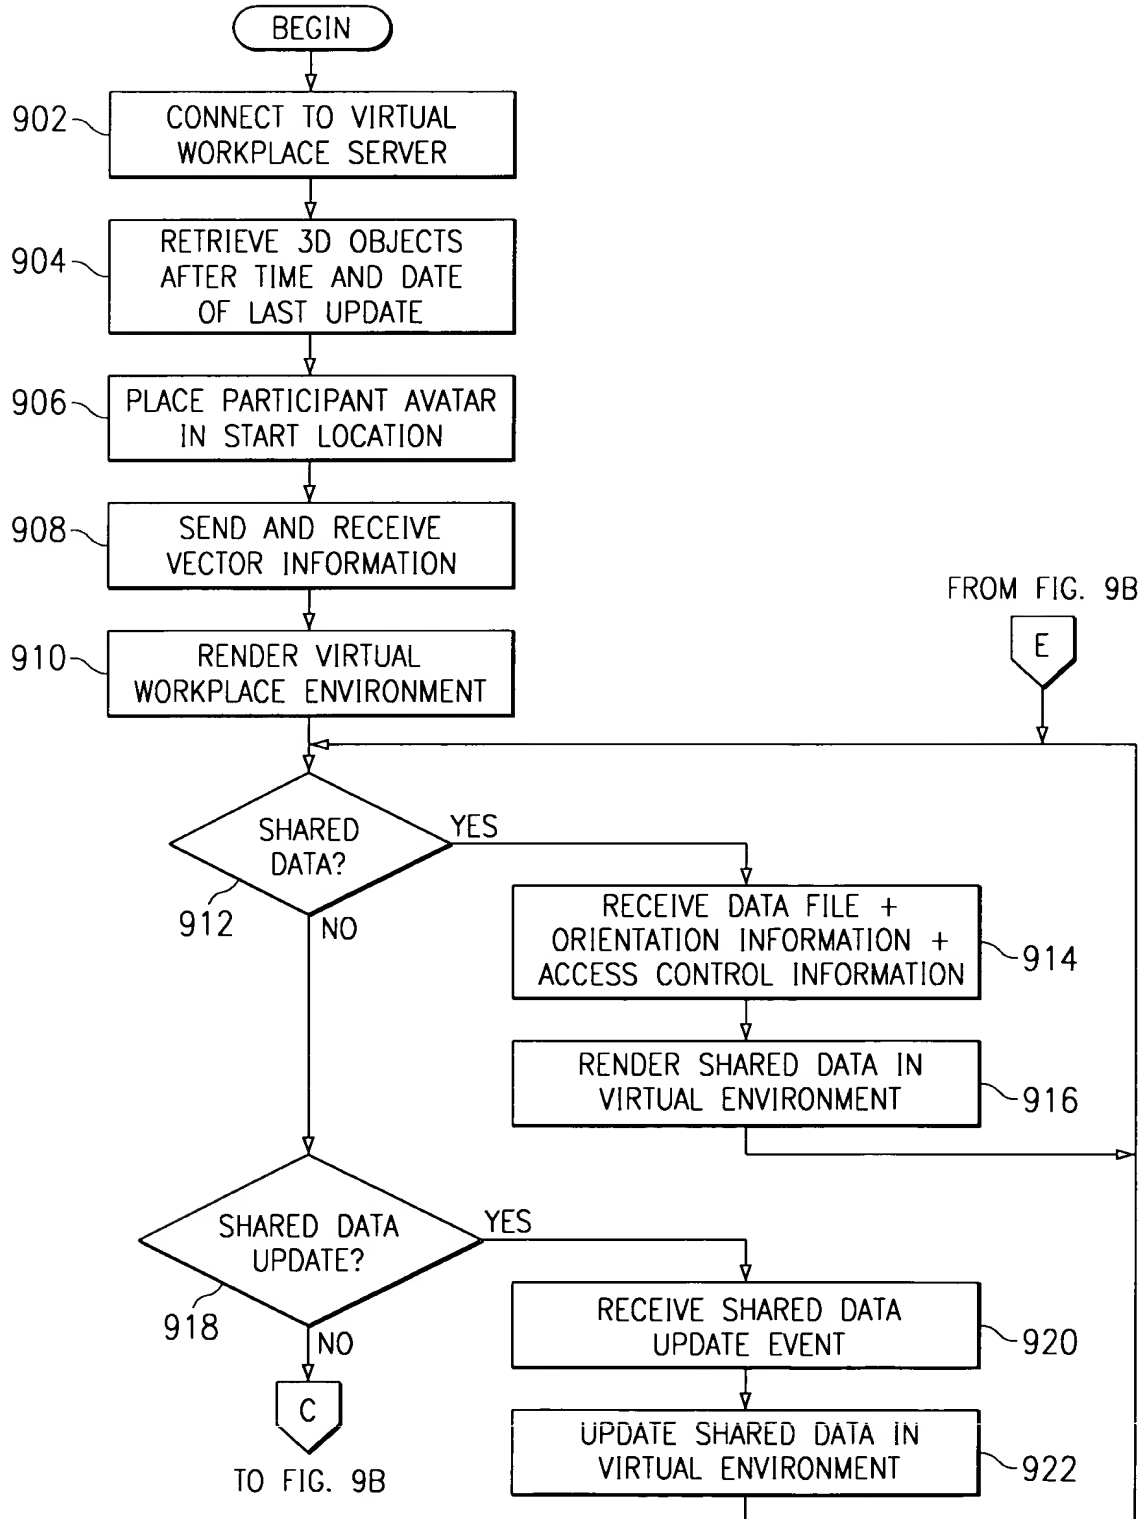 BEGIN
902
CONNECT TO VIRTUAL
WORKPLACE SERVER
904
RETRIEVE 3D OBJECTS
AFTER TIME AND DATE
OF LAST UPDATE
906
PLACE PARTICIPANT AVATAR
IN START LOCATION
908
SEND AND RECEIVE
VECTOR INFORMATION
FROM FIG. 9B
E
910
RENDER VIRTUAL
WORKPLACE ENVIRONMENT
SHARED
DATA?
YES
912
NO
RECEIVE DATA FILE +
ORIENTATION INFORMATION +
ACCESS CONTROL INFORMATION
914
RENDER SHARED DATA IN
VIRTUAL ENVIRONMENT
916
SHARED DATA
UPDATE?
YES
918
NO
RECEIVE SHARED DATA
UPDATE EVENT
920
C
TO FIG. 9B
UPDATE SHARED DATA IN
VIRTUAL ENVIRONMENT
922